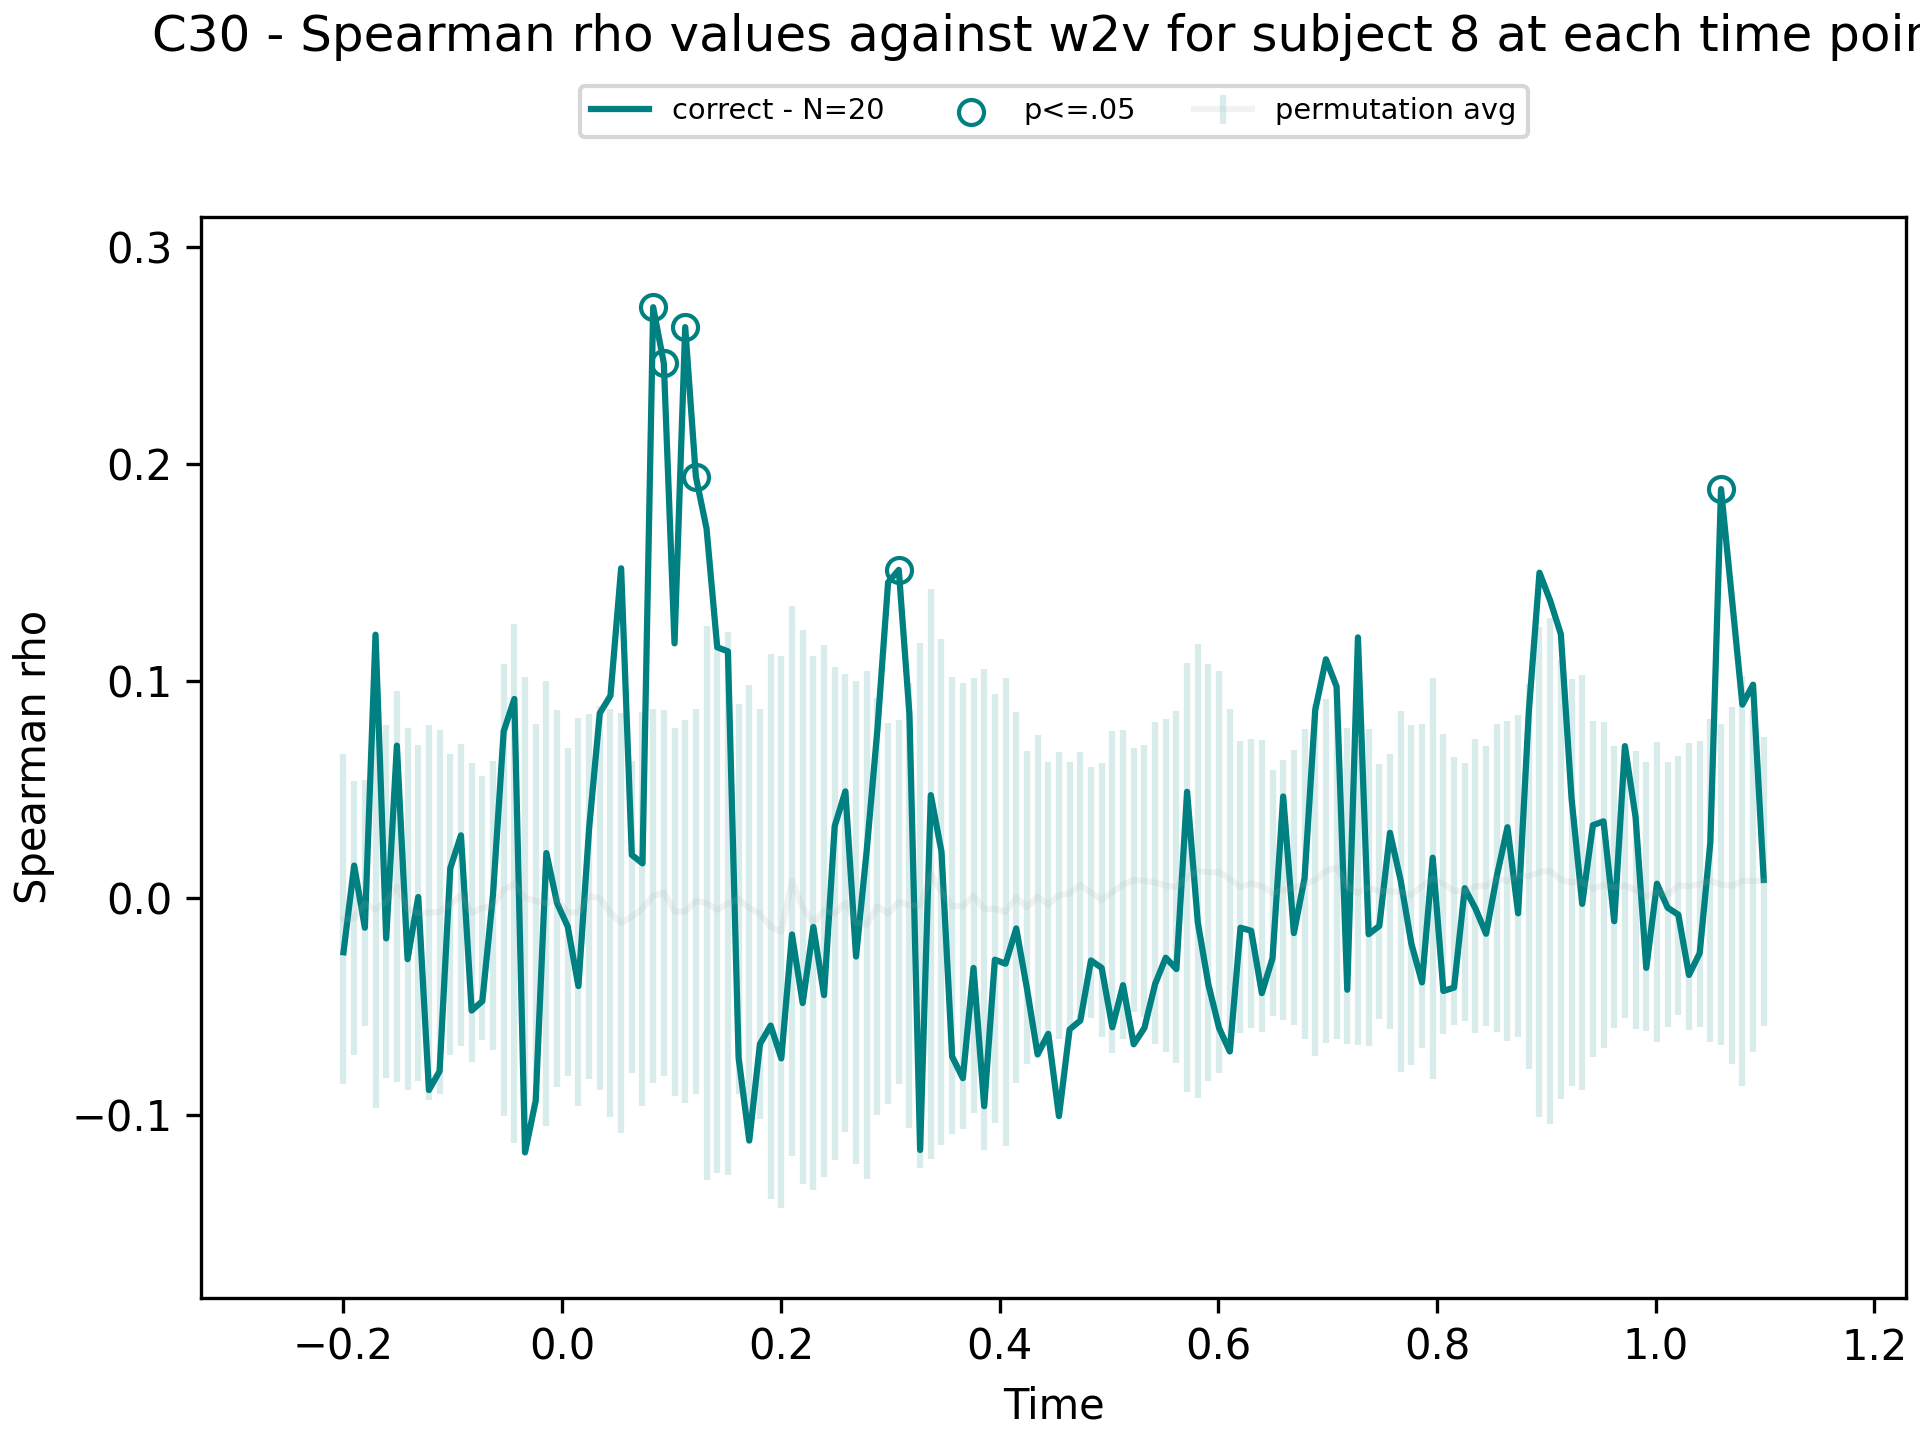 C30 - Spearman rho values against w2v for subject 8 at each time poin
correct - N=20 p<=.05 permutation avg
0.3
0.2
0.1
0.0
−0.1
Spearman rho
−0.2 0.0 0.2 0.4 0.6 0.8 1.0 1.2
Time